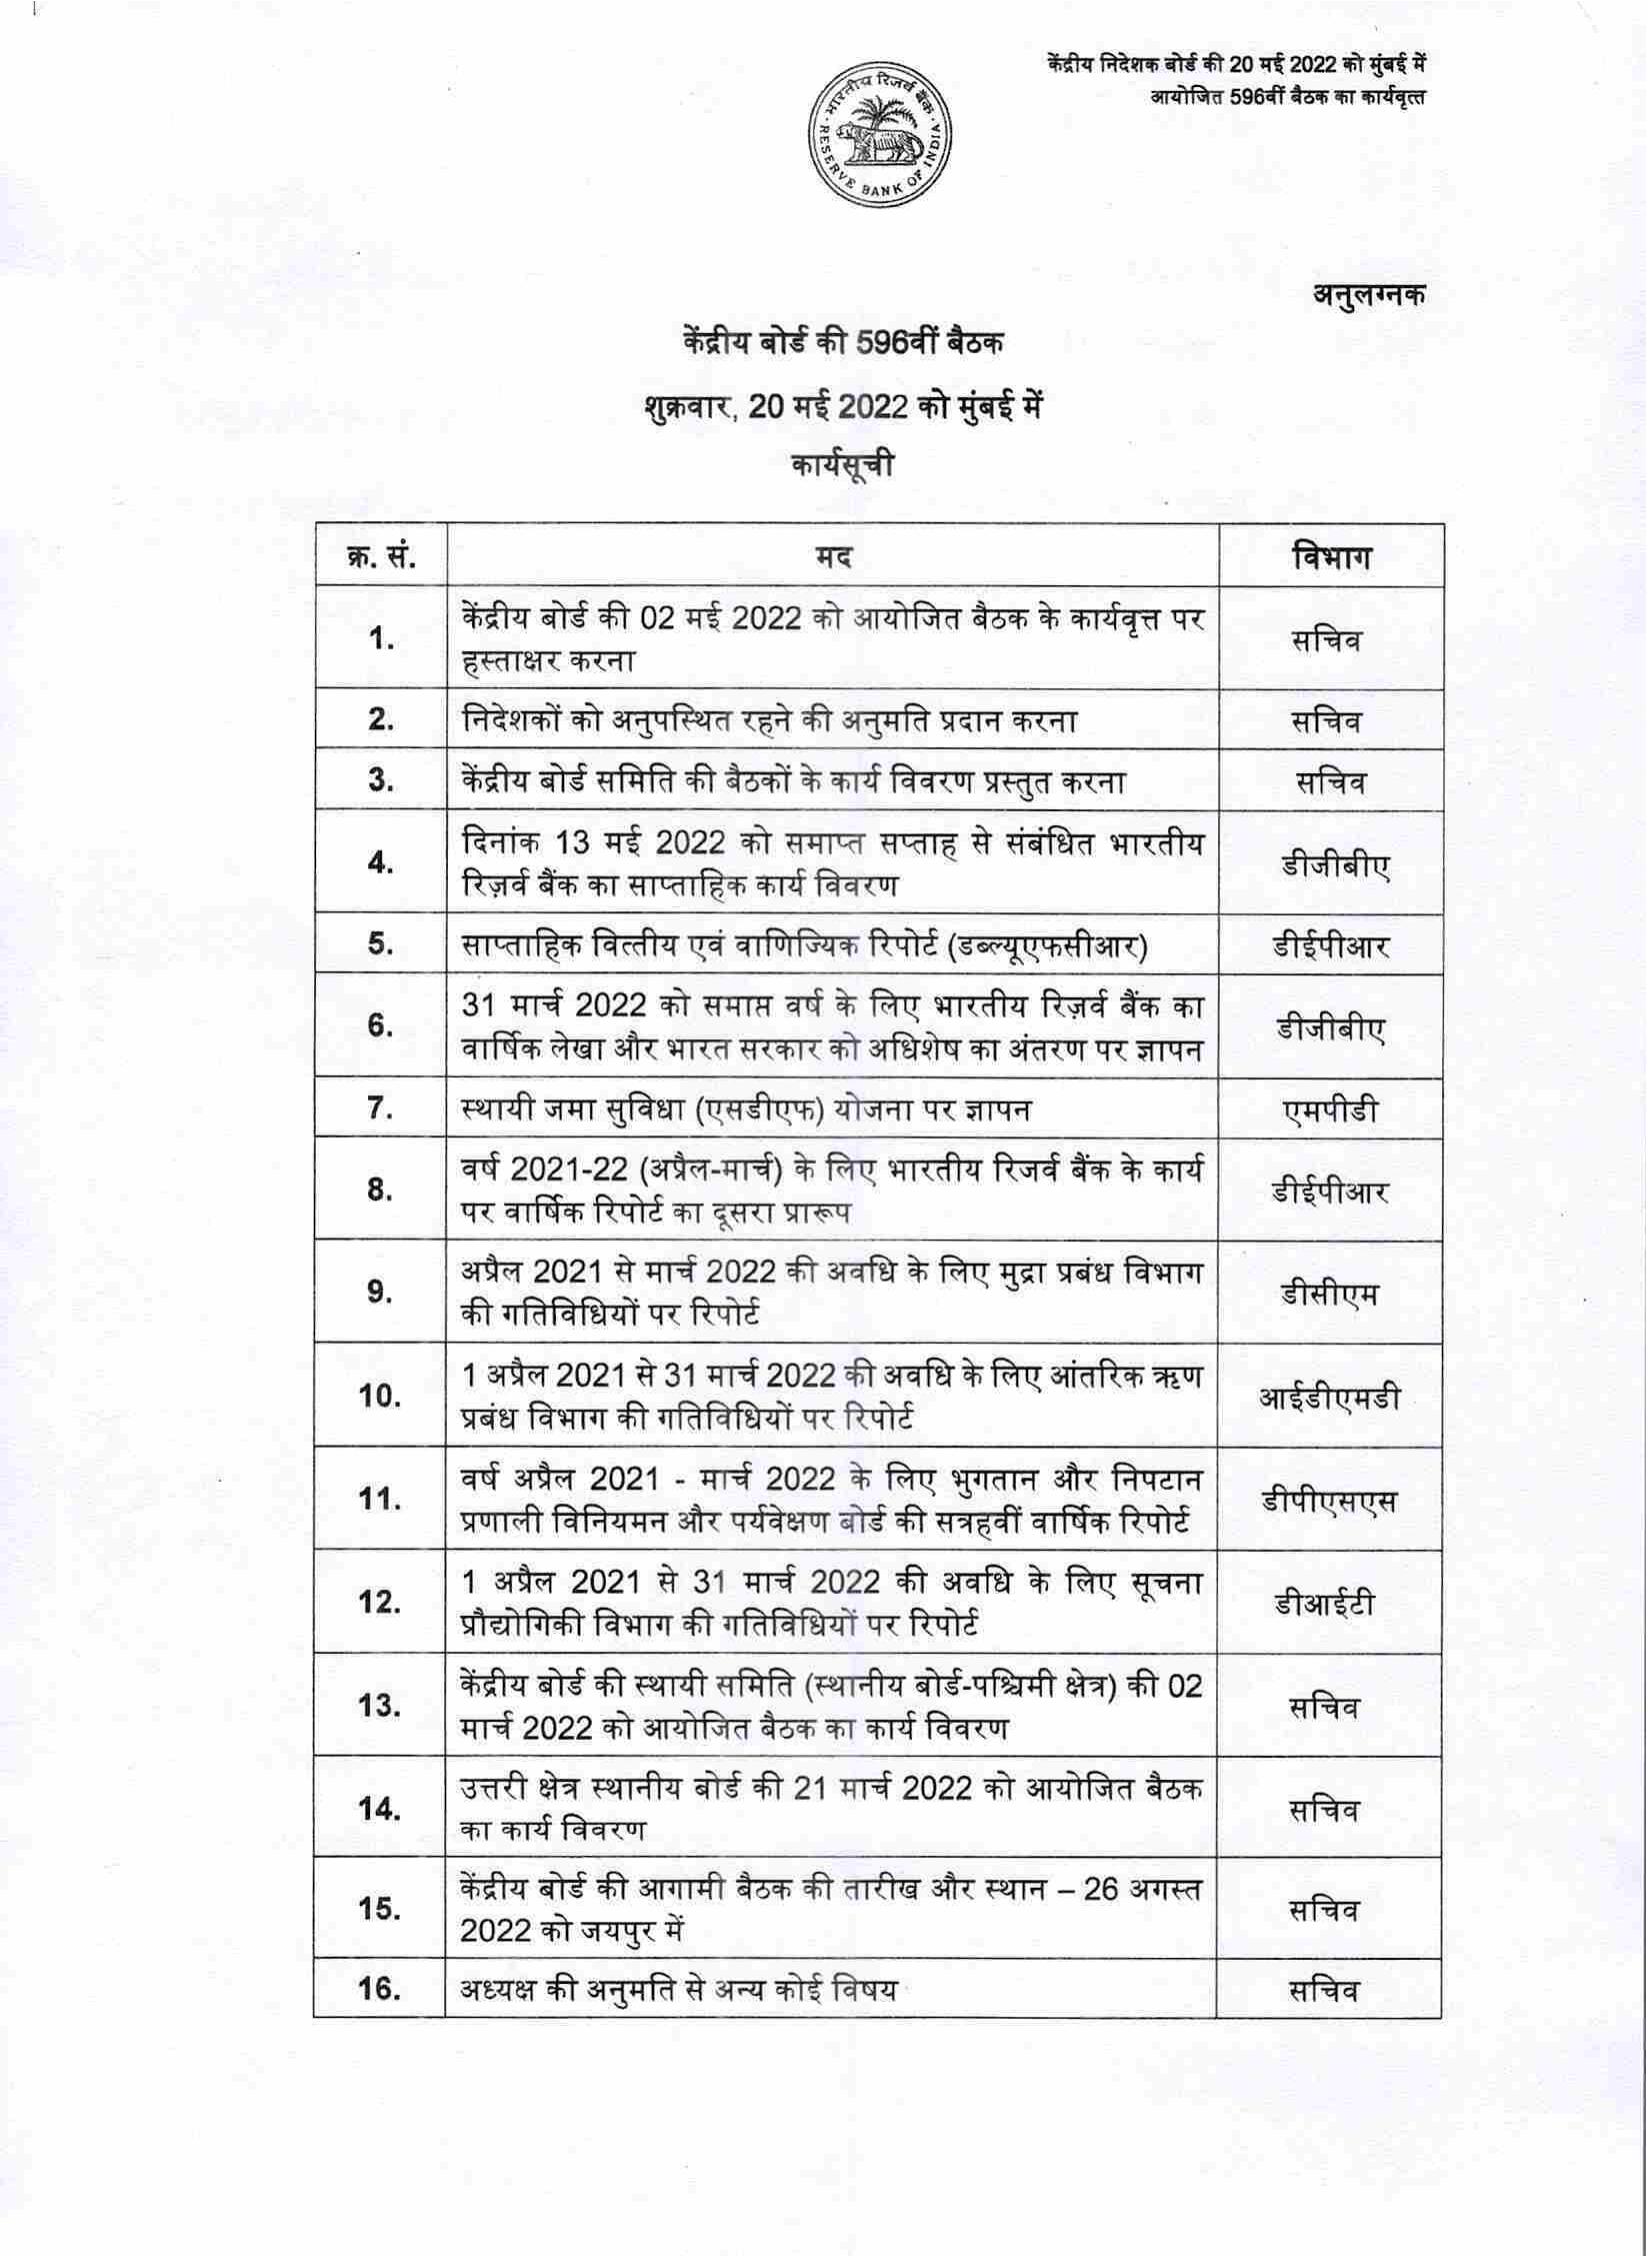 केंद्रीय निदेशक बोर्ड की 20 मई 2022 को मुंबई में
आयोजित 596वीं बैठक का कार्यवृत्त
भारतीय रिज़र्व बैंक
RESERVE BANK OF INDIA
अनुलग्नक
केंद्रीय बोर्ड की 596वीं बैठक
शुक्रवार, 20 मई 2022 को मुंबई में
कार्यसूची
क्र. सं. मद विभाग
1. केंद्रीय बोर्ड की 02 मई 2022 को आयोजित बैठक के कार्यवृत्त पर
हस्ताक्षर करना सचिव
2. निदेशकों को अनुपस्थित रहने की अनुमति प्रदान करना सचिव
3. केंद्रीय बोर्ड समिति की बैठकों के कार्य विवरण प्रस्तुत करना सचिव
4. दिनांक 13 मई 2022 को समाप्त सप्ताह से संबंधित भारतीय
रिज़र्व बैंक का साप्ताहिक कार्य विवरण डीजीबीए
5. साप्ताहिक वित्तीय एवं वाणिज्यिक रिपोर्ट (डब्ल्यूएफसीआर) डीईपीआर
6. 31 मार्च 2022 को समाप्त वर्ष के लिए भारतीय रिज़र्व बैंक का
वार्षिक लेखा और भारत सरकार को अधिशेष का अंतरण पर ज्ञापन डीजीबीए
7. स्थायी जमा सुविधा (एसडीएफ) योजना पर ज्ञापन एमपीडी
8. वर्ष 2021-22 (अप्रैल-मार्च) के लिए भारतीय रिजर्व बैंक के कार्य
पर वार्षिक रिपोर्ट का दूसरा प्रारूप डीईपीआर
9. अप्रैल 2021 से मार्च 2022 की अवधि के लिए मुद्रा प्रबंध विभाग
की गतिविधियों पर रिपोर्ट डीसीएम
10. 1 अप्रैल 2021 से 31 मार्च 2022 की अवधि के लिए आंतरिक ऋण
प्रबंध विभाग की गतिविधियों पर रिपोर्ट आईडीएमडी
11. वर्ष अप्रैल 2021 - मार्च 2022 के लिए भुगतान और निपटान
प्रणाली विनियमन और पर्यवेक्षण बोर्ड की सत्रहवीं वार्षिक रिपोर्ट डीपीएसएस
12. 1 अप्रैल 2021 से 31 मार्च 2022 की अवधि के लिए सूचना
प्रौद्योगिकी विभाग की गतिविधियों पर रिपोर्ट डीआईटी
13. केंद्रीय बोर्ड की स्थायी समिति (स्थानीय बोर्ड-पश्चिमी क्षेत्र) की 02
मार्च 2022 को आयोजित बैठक का कार्य विवरण सचिव
14. उत्तरी क्षेत्र स्थानीय बोर्ड की 21 मार्च 2022 को आयोजित बैठक
का कार्य विवरण सचिव
15. केंद्रीय बोर्ड की आगामी बैठक की तारीख और स्थान – 26 अगस्त
2022 को जयपुर में सचिव
16. अध्यक्ष की अनुमति से अन्य कोई विषय सचिव